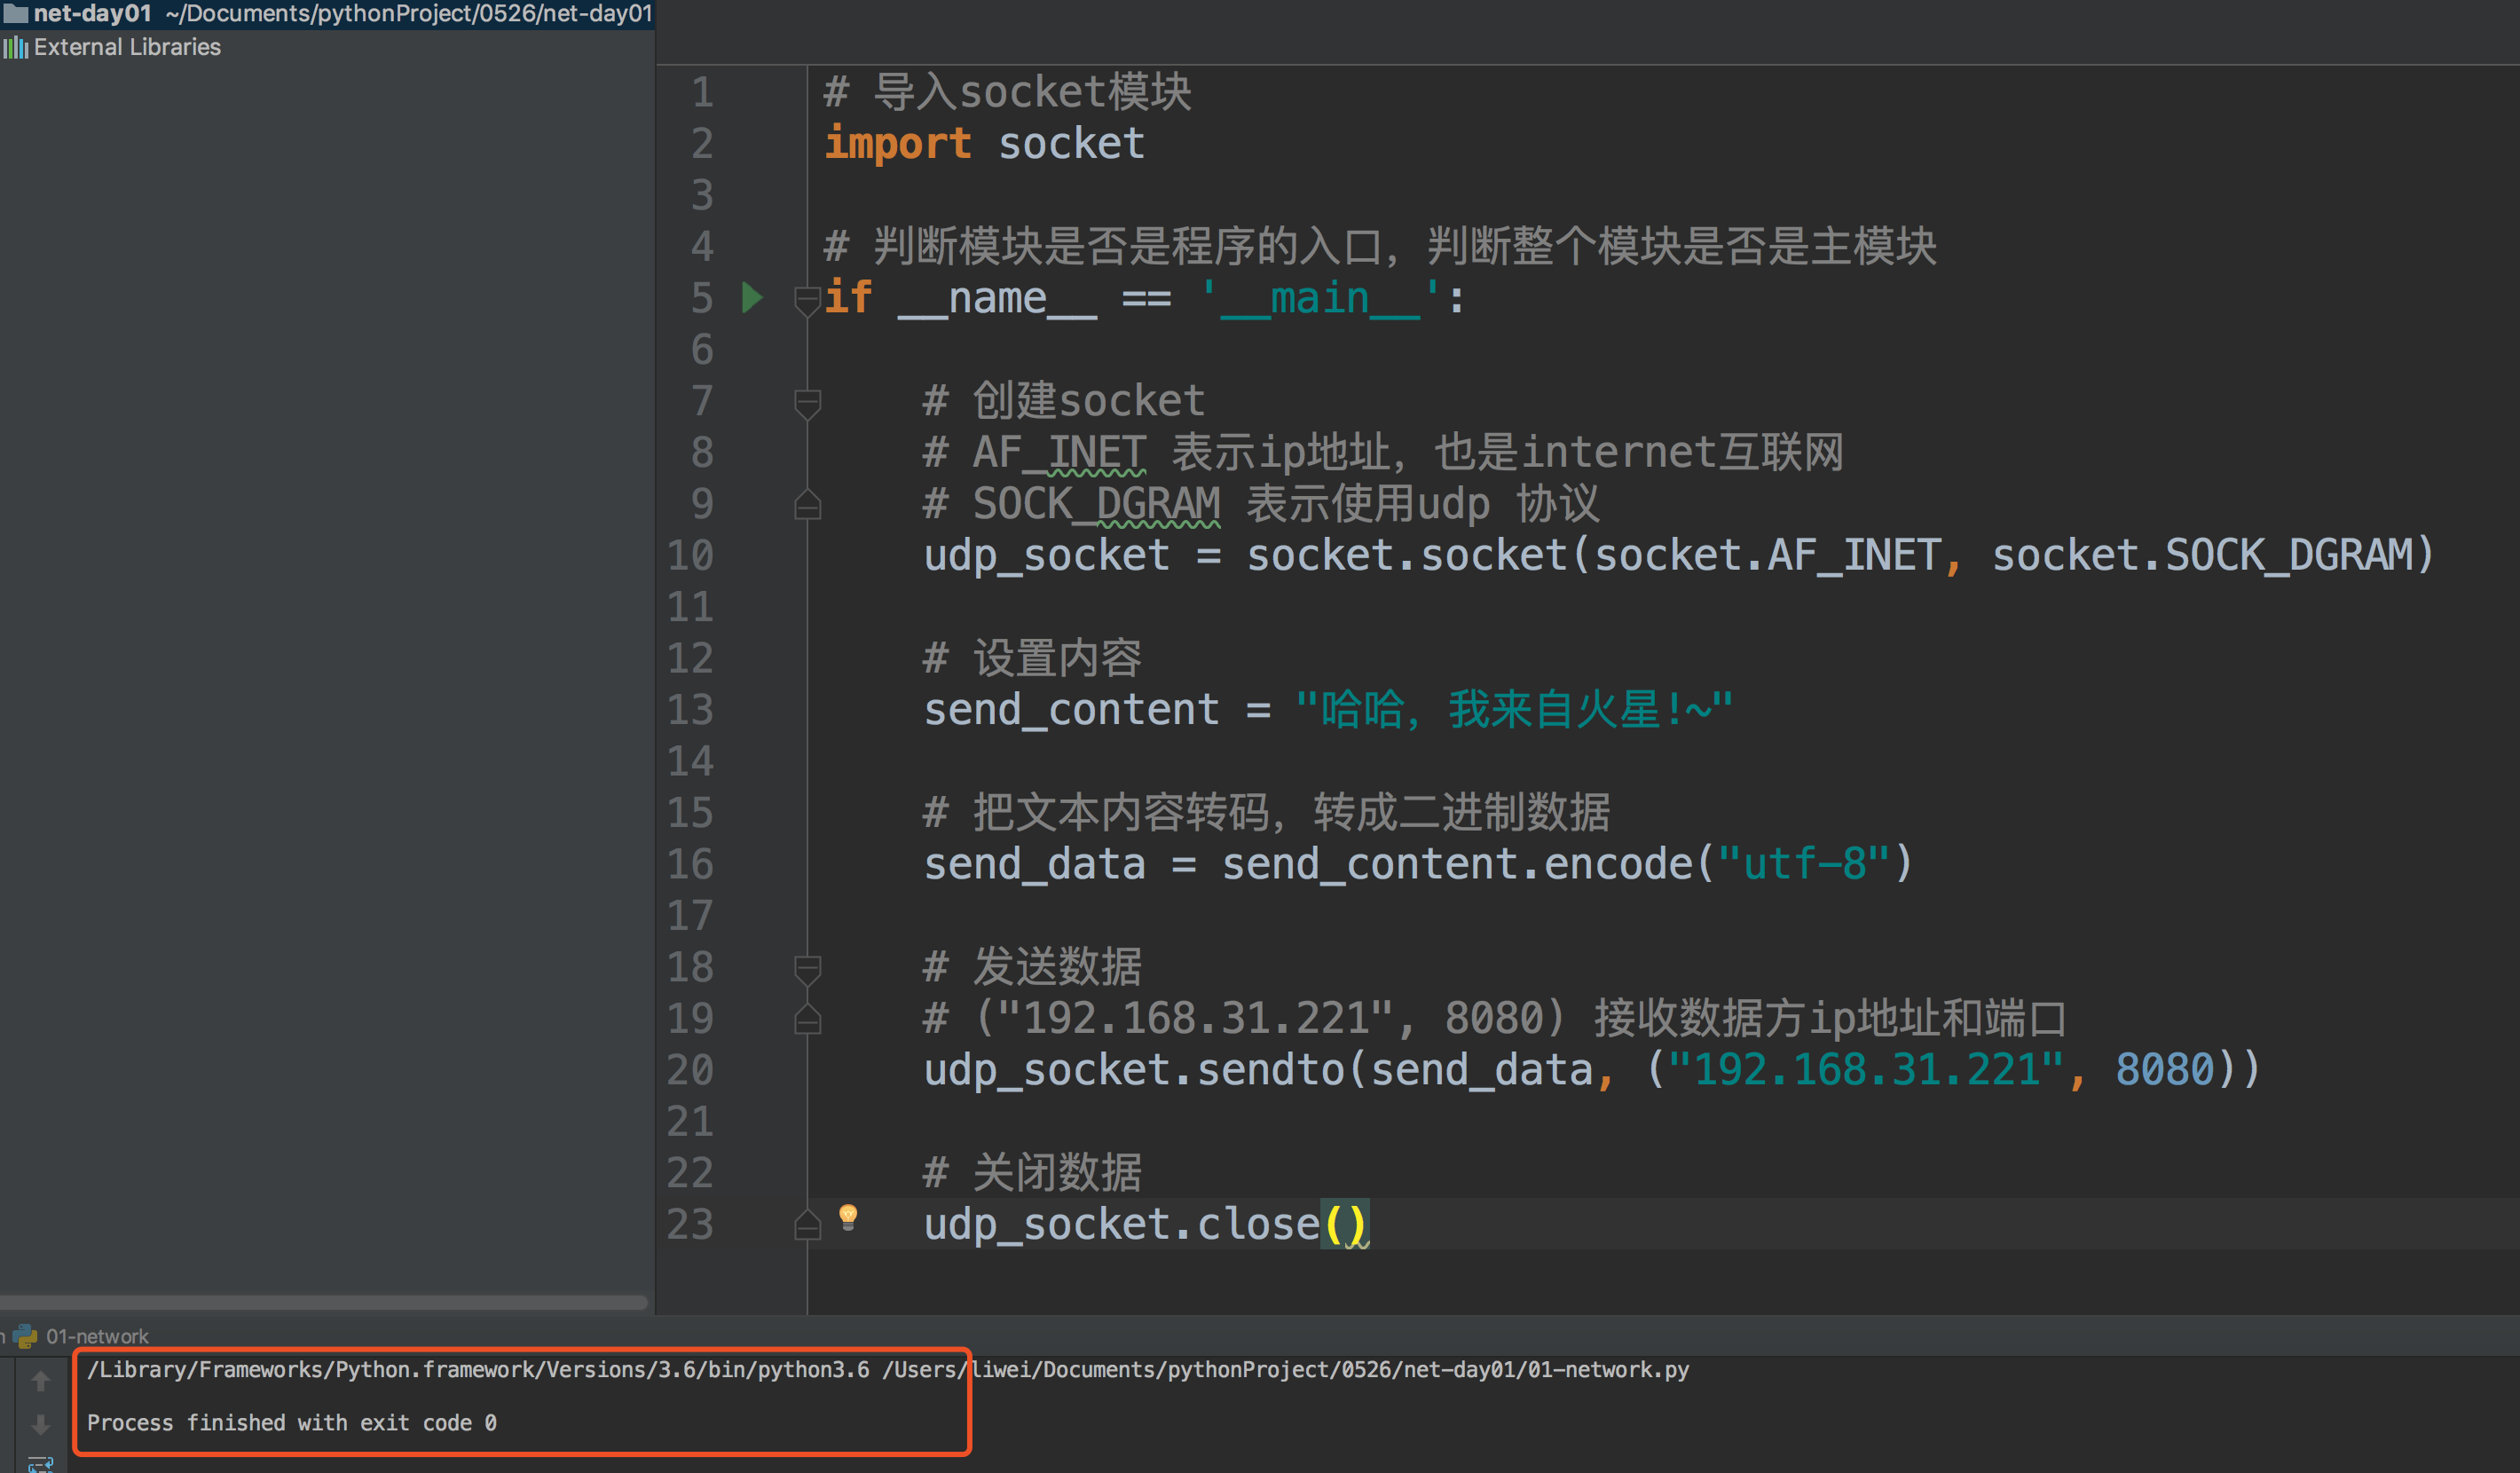 net-day01 ~/Documents/pythonProject/0526/net-day01
External Libraries
1 # 导入socket模块
2 import socket
3
4 # 判断模块是否是程序的入口，判断整个模块是否是主模块
5 if __name__ == '__main__':
6
7 # 创建socket
8 # AF_INET 表示ip地址，也是internet互联网
9 # SOCK_DGRAM 表示使用udp 协议
10 udp_socket = socket.socket(socket.AF_INET, socket.SOCK_DGRAM)
11
12 # 设置内容
13 send_content = "哈哈，我来自火星!~"
14
15 # 把文本内容转码，转成二进制数据
16 send_data = send_content.encode("utf-8")
17
18 # 发送数据
19 # ("192.168.31.221", 8080) 接收数据方ip地址和端口
20 udp_socket.sendto(send_data, ("192.168.31.221", 8080))
21
22 # 关闭数据
23 udp_socket.close()
01-network
/Library/Frameworks/Python.framework/Versions/3.6/bin/python3.6 /Users/liwei/Documents/pythonProject/0526/net-day01/01-network.py
Process finished with exit code 0